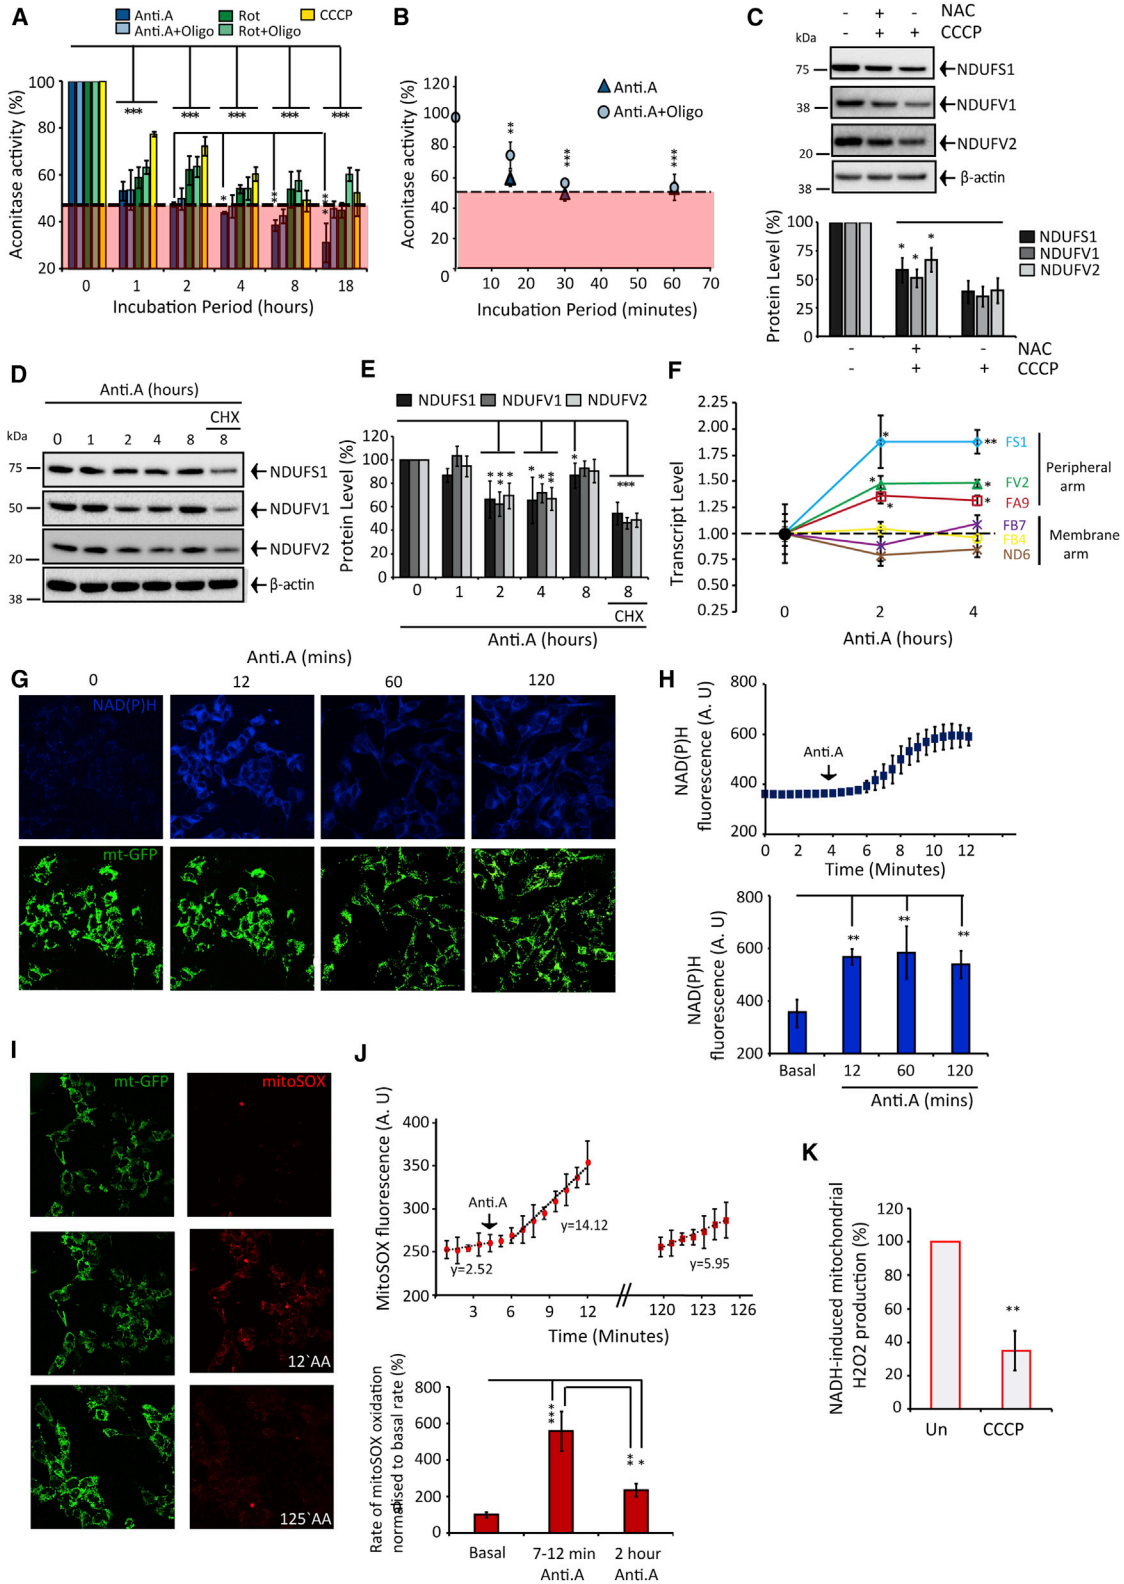 A
Anti.A
Rot
CCCP
Anti.A+Oligo
Rot+Oligo
Aconitase activity (%)
100
80
60
40
20
***
***
***
***
***
*
**
***
0
1
2
4
8
18
Incubation Period (hours)
B
Aconitase activity (%)
120
100
80
60
40
20
0
Anti.A
Anti.A+Oligo
**
***
***
10
20
30
40
50
60
70
Incubation Period (minutes)
C
- + - NAC
- + + CCCP
kDa
75
NDUFS1
38
NDUFV1
20
NDUFV2
38
β-actin
Protein Level (%)
100
75
50
25
0
* * *
NDUFS1
NDUFV1
NDUFV2
- + - NAC
- + + CCCP
D
Anti.A (hours)
CHX
kDa
0 1 2 4 8 8
75
NDUFS1
50
NDUFV1
20
NDUFV2
38
β-actin
E
NDUFS1
NDUFV1
NDUFV2
Protein Level (%)
120
100
80
60
40
20
0
***
0 1 2 4 8 8
CHX
Anti.A (hours)
F
Transcript Level
2.25
2.00
1.75
1.50
1.25
1.00
0.75
0.50
0.25
*
**
FS1
*
*
FV2
*
*
FA9
FB7
FB4
ND6
Peripheral
arm
Membrane
arm
0
2
4
Anti.A (hours)
G
Anti.A (mins)
0
12
60
120
NAD(P)H
mt-GFP
H
NAD(P)H
fluorescence (A. U)
800
600
400
200
Anti.A
0 2 4 6 8 10 12
Time (Minutes)
NAD(P)H
fluorescence (A. U)
800
600
400
200
**
**
**
Basal
12
60
120
Anti.A (mins)
I
mt-GFP
mitoSOX
12`AA
125`AA
J
MitoSOX fluorescence (A. U)
400
350
300
250
200
Anti.A
y=2.52
y=14.12
y=5.95
3 6 9 12 120 123 126
Time (Minutes)
Rate of mitoSOX oxidation
normalised to basal rate (%)
800
600
400
200
0
***
**
*
Basal
7-12 min
Anti.A
2 hour
Anti.A
K
NADH-induced mitochondrial
H2O2 production (%)
120
100
80
60
40
20
0
**
Un
CCCP